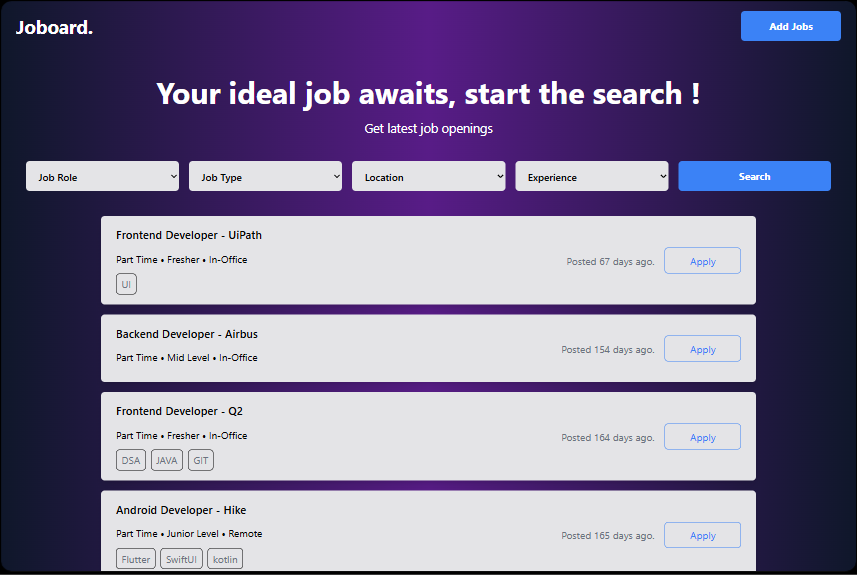 Joboard.
Add Jobs
Your ideal job awaits, start the search !
Get latest job openings
Job Role
Job Type
Location
Experience
Search
Frontend Developer - UiPath
Part Time • Fresher • In-Office
UI
Posted 67 days ago.
Apply
Backend Developer - Airbus
Part Time • Mid Level • In-Office
Posted 154 days ago.
Apply
Frontend Developer - Q2
Part Time • Fresher • In-Office
DSA JAVA GIT
Posted 164 days ago.
Apply
Android Developer - Hike
Part Time • Junior Level • Remote
Flutter SwiftUI kotlin
Posted 165 days ago.
Apply